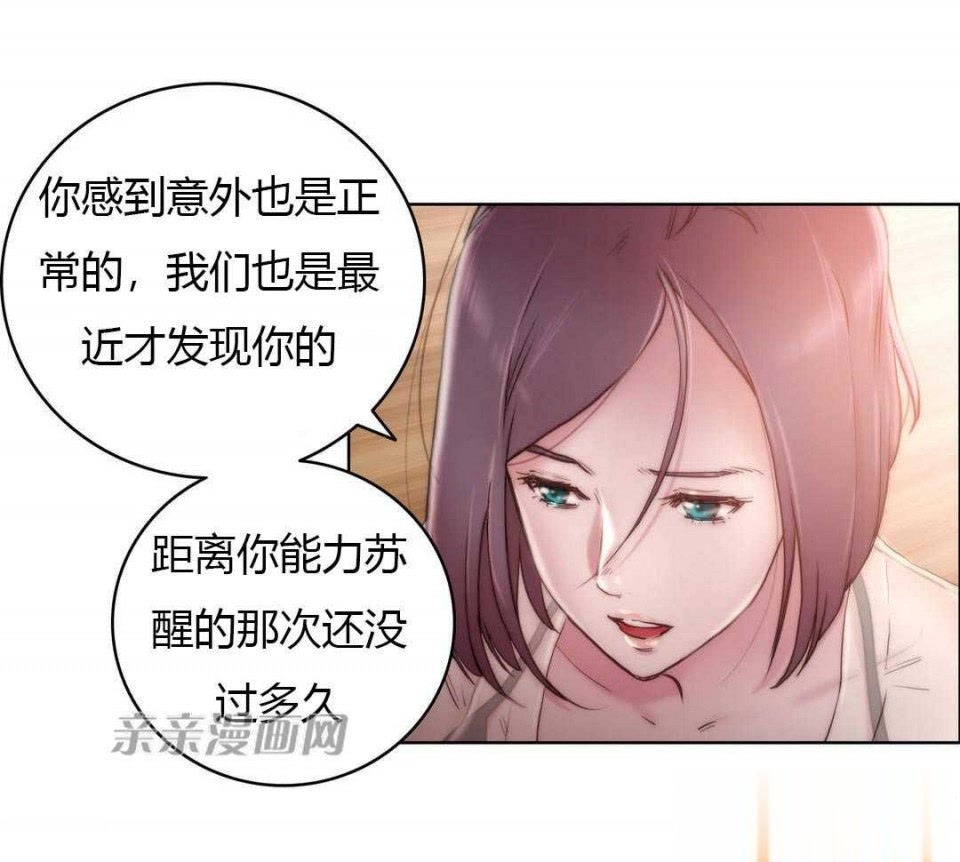 你感到意外也是正
常的，我们也是最
近才发现你的
距离你能力苏
醒的那次还没
过多久
亲亲漫画网